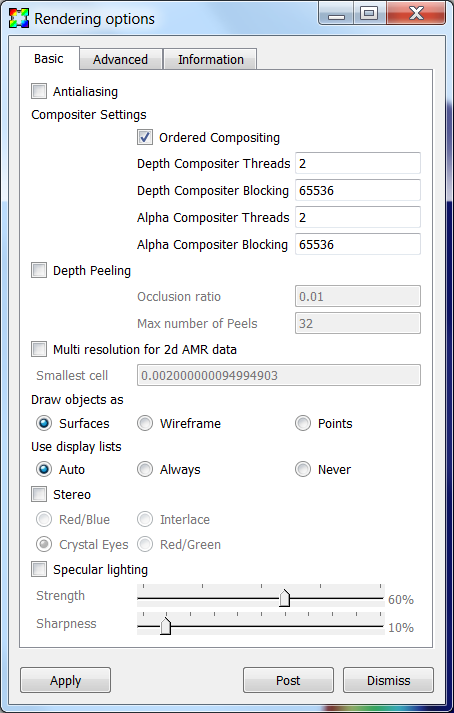 Rendering options
Basic Advanced Information
Antialiasing
Compositer Settings
Ordered Compositing
Depth Compositer Threads 2
Depth Compositer Blocking 65536
Alpha Compositer Threads 2
Alpha Compositer Blocking 65536
Depth Peeling
Occlusion ratio 0.01
Max number of Peels 32
Multi resolution for 2d AMR data
Smallest cell 0.002000000094994903
Draw objects as
Surfaces Wireframe Points
Use display lists
Auto Always Never
Stereo
Red/Blue Interlace
Crystal Eyes Red/Green
Specular lighting
Strength 60%
Sharpness 10%
Apply Post Dismiss